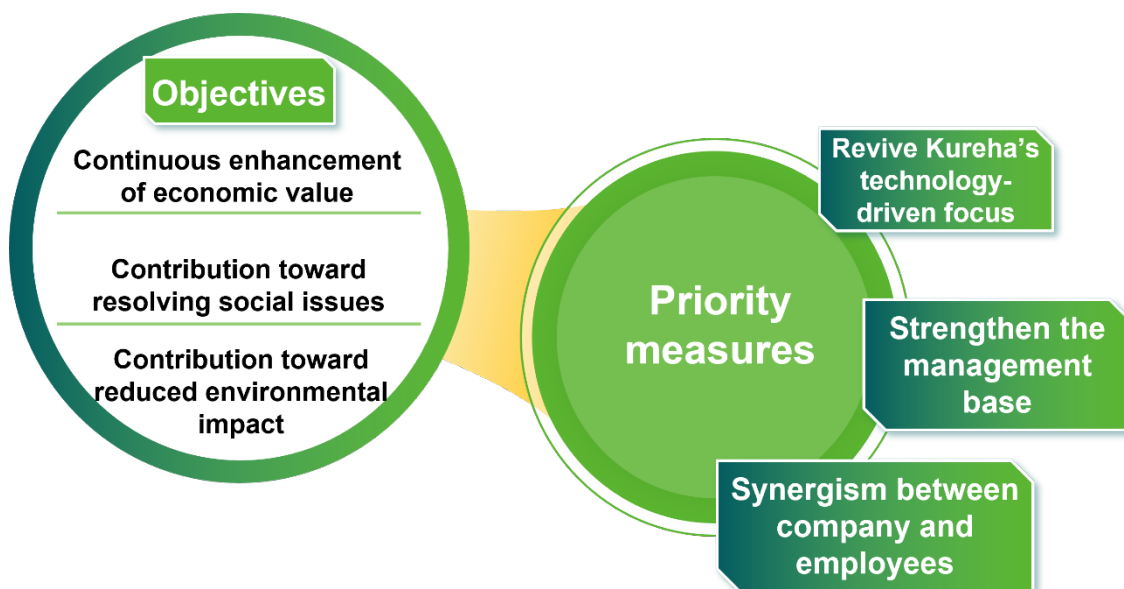 Objectives
Continuous enhancement
of economic value
Contribution toward
resolving social issues
Contribution toward
reduced environmental
impact
Priority
measures
Revive Kureha’s
technology-
driven focus
Strengthen the
management
base
Synergism between
company and
employees